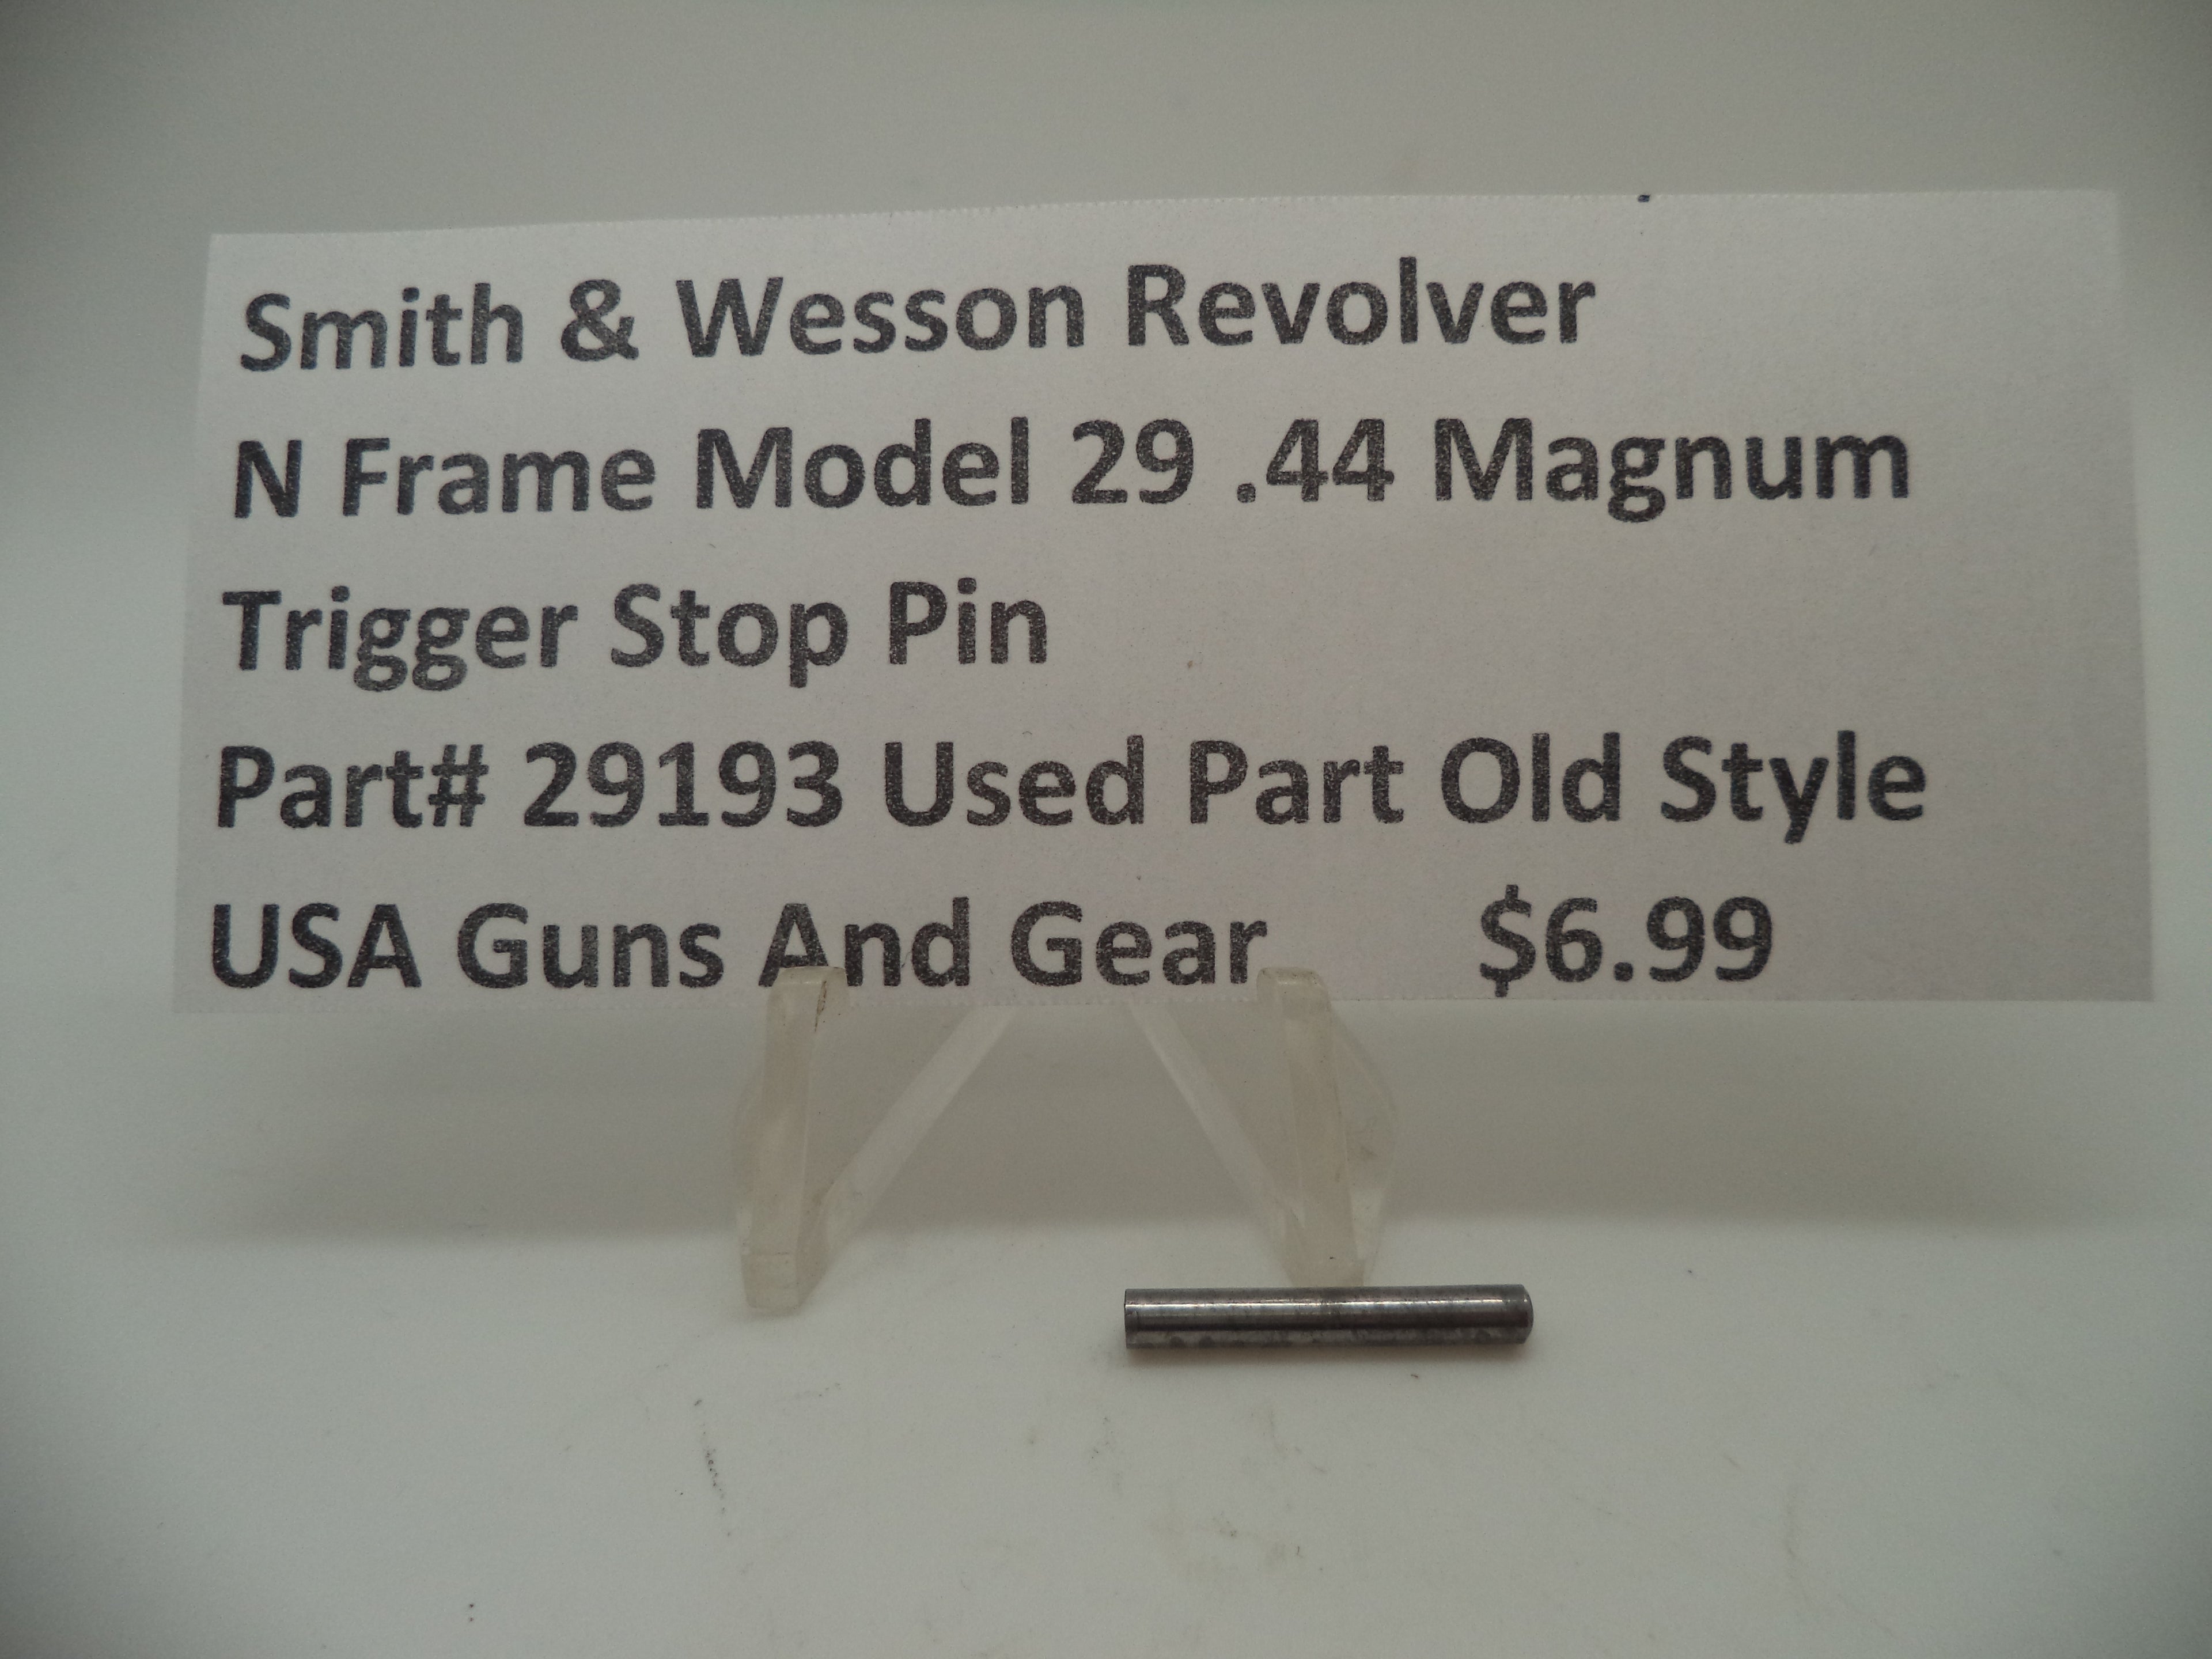 Smith & Wesson Revolver
N Frame Model 29 .44 Magnum
Trigger Stop Pin
Part# 29193 Used Part Old Style
USA Guns And Gear $6.99